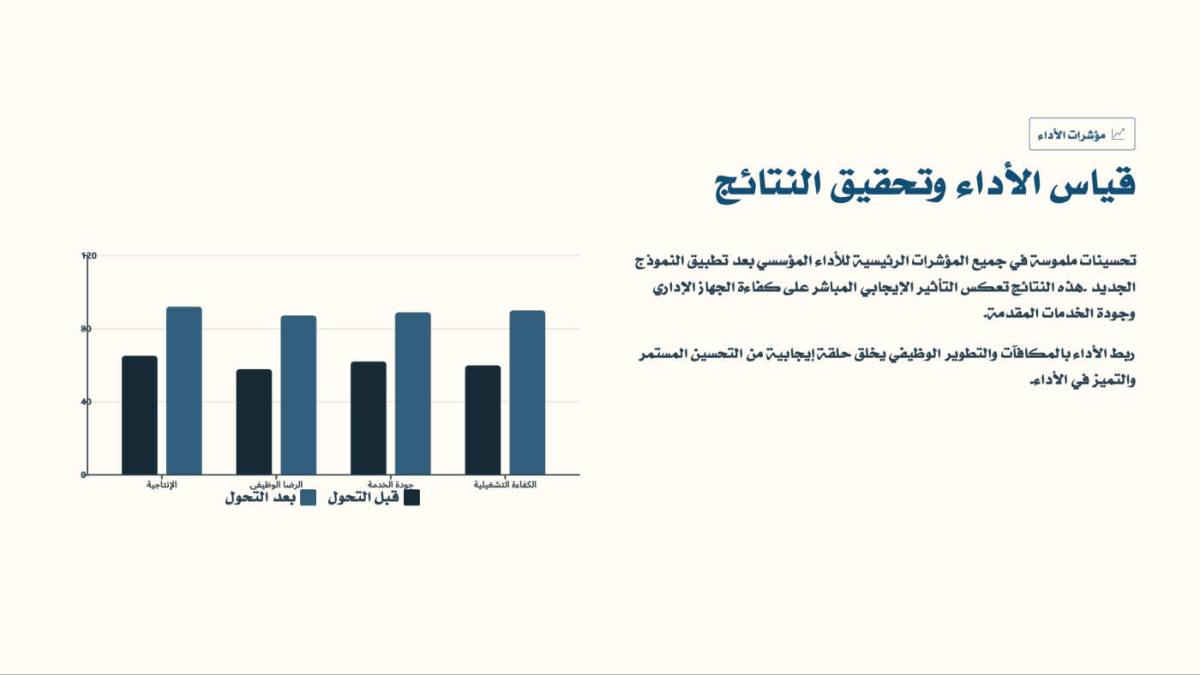 مؤشرات الأداء
قياس الأداء وتحقيق النتائج
تحسينات ملموسة في جميع المؤشرات الرئيسية للأداء المؤسسي بعد تطبيق النموذج
الجديد .هذه النتائج تعكس التأثير الإيجابي المباشر على كفاءة الجهاز الإداري
وجودة الخدمات المقدمة.
ربط الأداء بالمكافآت والتطوير الوظيفي يخلق حلقة إيجابية من التحسين المستمر
والتميز في الأداء.
120
80
40
0
الكفاءة التشغيلية
جودة الخدمة
الرضا الوظيفي
الإنتاجية
قبل التحول
بعد التحول